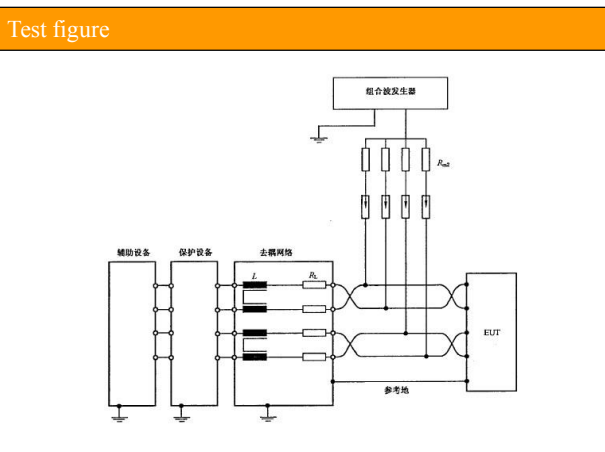 Test figure
组合波发生器
Rm2
辅助设备
保护设备
去耦网络
L
RL
EUT
参考地